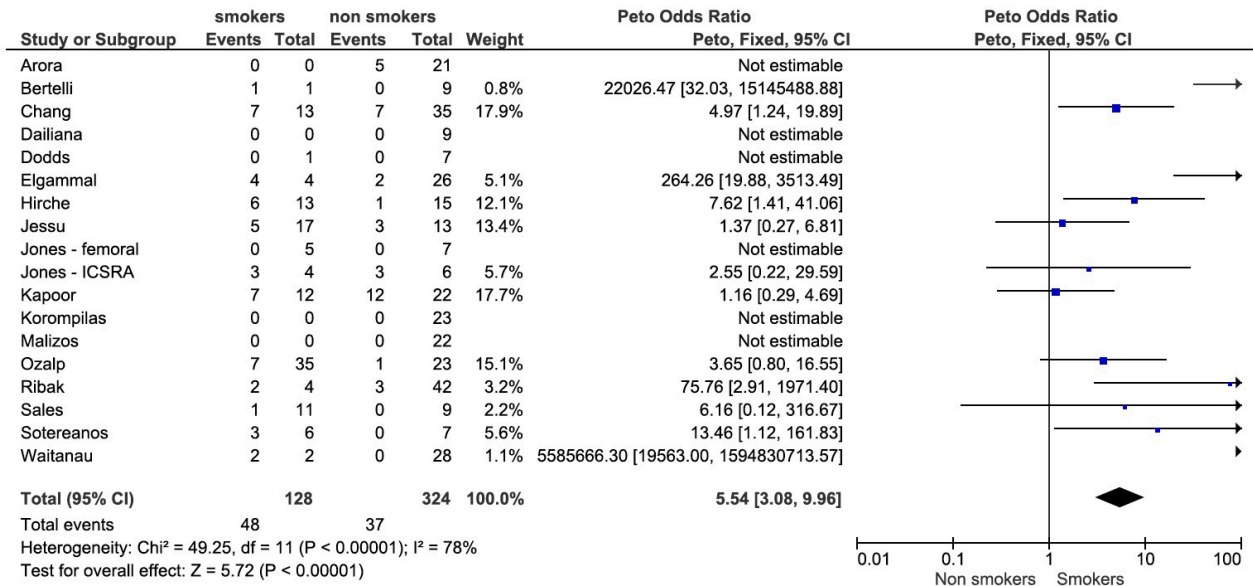 smokers non smokers Peto Odds Ratio Peto Odds Ratio
Study or Subgroup Events Total Events Total Weight Peto, Fixed, 95% CI Peto, Fixed, 95% CI
Arora 0 0 5 21 Not estimable
Bertelli 1 1 0 9 0.8% 22026.47 [32.03, 15145488.88]
Chang 7 13 7 35 17.9% 4.97 [1.24, 19.89]
Dailiana 0 0 0 9 Not estimable
Dodds 0 1 0 7 Not estimable
Elgammal 4 4 2 26 5.1% 264.26 [19.88, 3513.49]
Hirche 6 13 1 15 12.1% 7.62 [1.41, 41.06]
Jessu 5 17 3 13 13.4% 1.37 [0.27, 6.81]
Jones - femoral 0 5 0 7 Not estimable
Jones - ICSRA 3 4 3 6 5.7% 2.55 [0.22, 29.59]
Kapoor 7 12 12 22 17.7% 1.16 [0.29, 4.69]
Korompilas 0 0 0 23 Not estimable
Malizos 0 0 0 22 Not estimable
Ozalp 7 35 1 23 15.1% 3.65 [0.80, 16.55]
Ribak 2 4 3 42 3.2% 75.76 [2.91, 1971.40]
Sales 1 11 0 9 2.2% 6.16 [0.12, 316.67]
Sotereanos 3 6 0 7 5.6% 13.46 [1.12, 161.83]
Waitanau 2 2 0 28 1.1% 5585666.30 [19563.00, 1594830713.57]
Total (95% CI) 128 324 100.0% 5.54 [3.08, 9.96]
Total events 48 37
Heterogeneity: Chi² = 49.25, df = 11 (P < 0.00001); I² = 78%
Test for overall effect: Z = 5.72 (P < 0.00001)
0.01 0.1 1 10 100
Non smokers Smokers